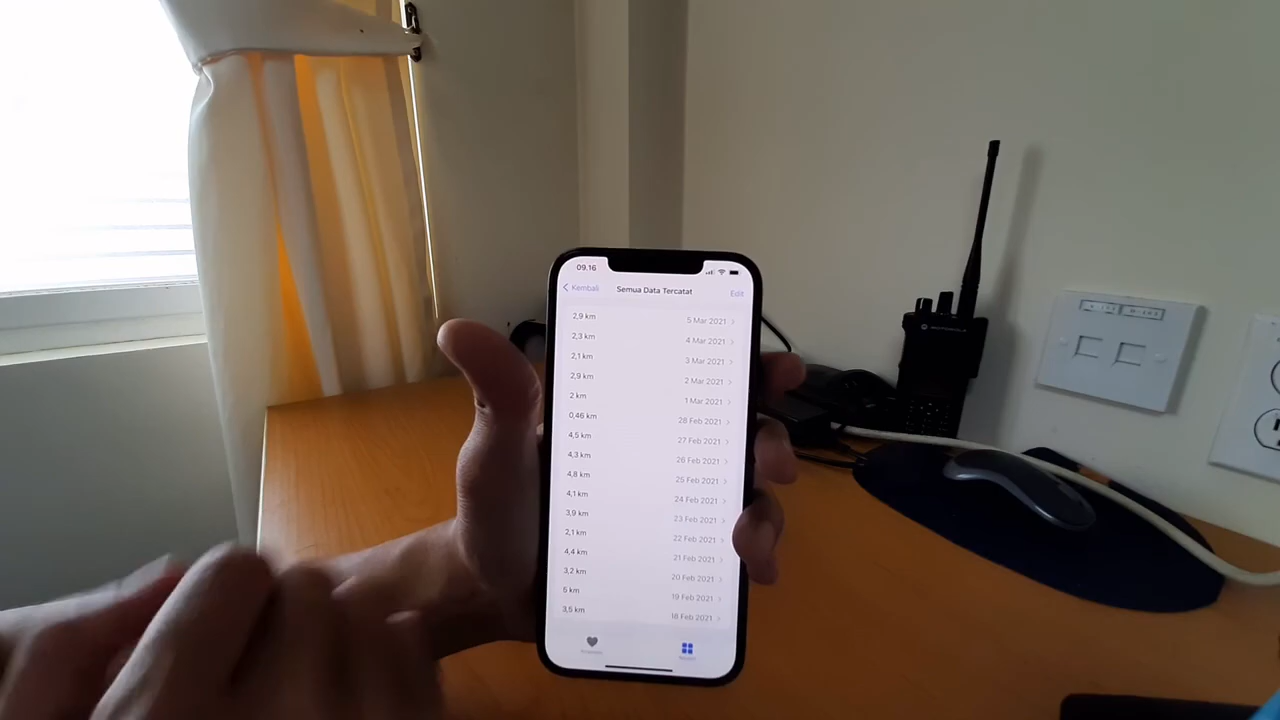 09.16
Kembali
Semua Data Tercatat
Edit
2,9 km 5 Mar 2021
2,3 km 4 Mar 2021
2,1 km 3 Mar 2021
2,9 km 2 Mar 2021
2 km 1 Mar 2021
0,46 km 28 Feb 2021
4,5 km 27 Feb 2021
4,3 km 26 Feb 2021
4,8 km 25 Feb 2021
4,1 km 24 Feb 2021
3,9 km 23 Feb 2021
2,1 km 22 Feb 2021
4,4 km 21 Feb 2021
3,2 km 20 Feb 2021
5 km 19 Feb 2021
3,5 km 18 Feb 2021
MOTOROLA